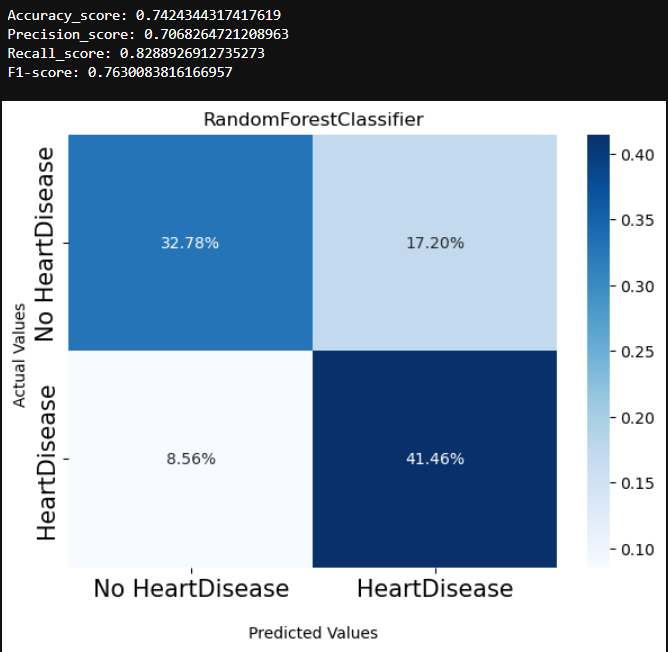 Accuracy_score: 0.7424344317417619
Precision_score: 0.7068264721208963
Recall_score: 0.8288926912735273
F1-score: 0.7630083816166957
RandomForestClassifier
Actual Values
No HeartDisease
HeartDisease
32.78%
17.20%
8.56%
41.46%
No HeartDisease
HeartDisease
Predicted Values
0.40
0.35
0.30
0.25
0.20
0.15
0.10